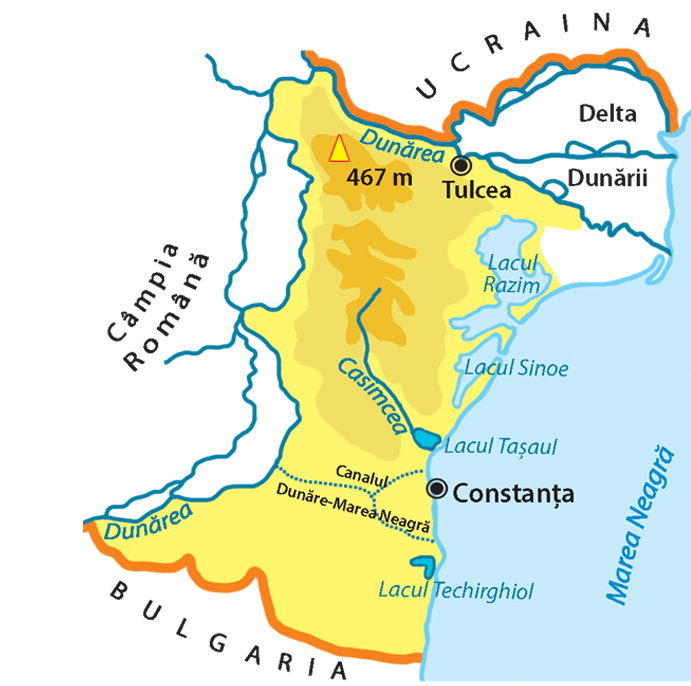 UCRAINA
Delta
Dunării
Dunărea
467 m
Tulcea
Câmpia
Română
Lacul
Razim
Lacul Sinoe
Casimcea
Lacul Tașaul
Canalul
Dunăre-Marea Neagră
Constanța
Marea Neagră
Dunărea
Lacul Techirghiol
BULGARIA